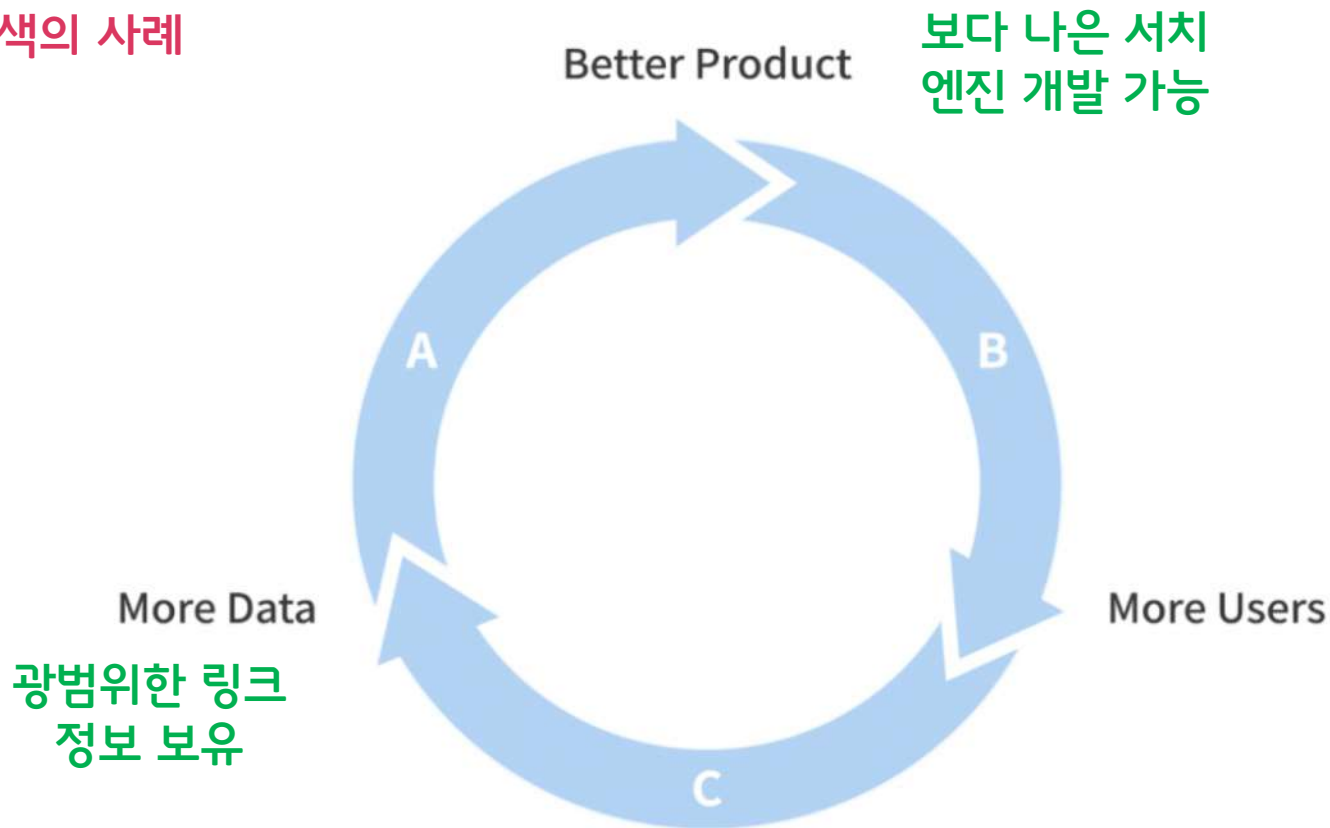 색의 사례
Better Product
보다 나은 서치
엔진 개발 가능
A
B
More Data
More Users
광범위한 링크
정보 보유
C